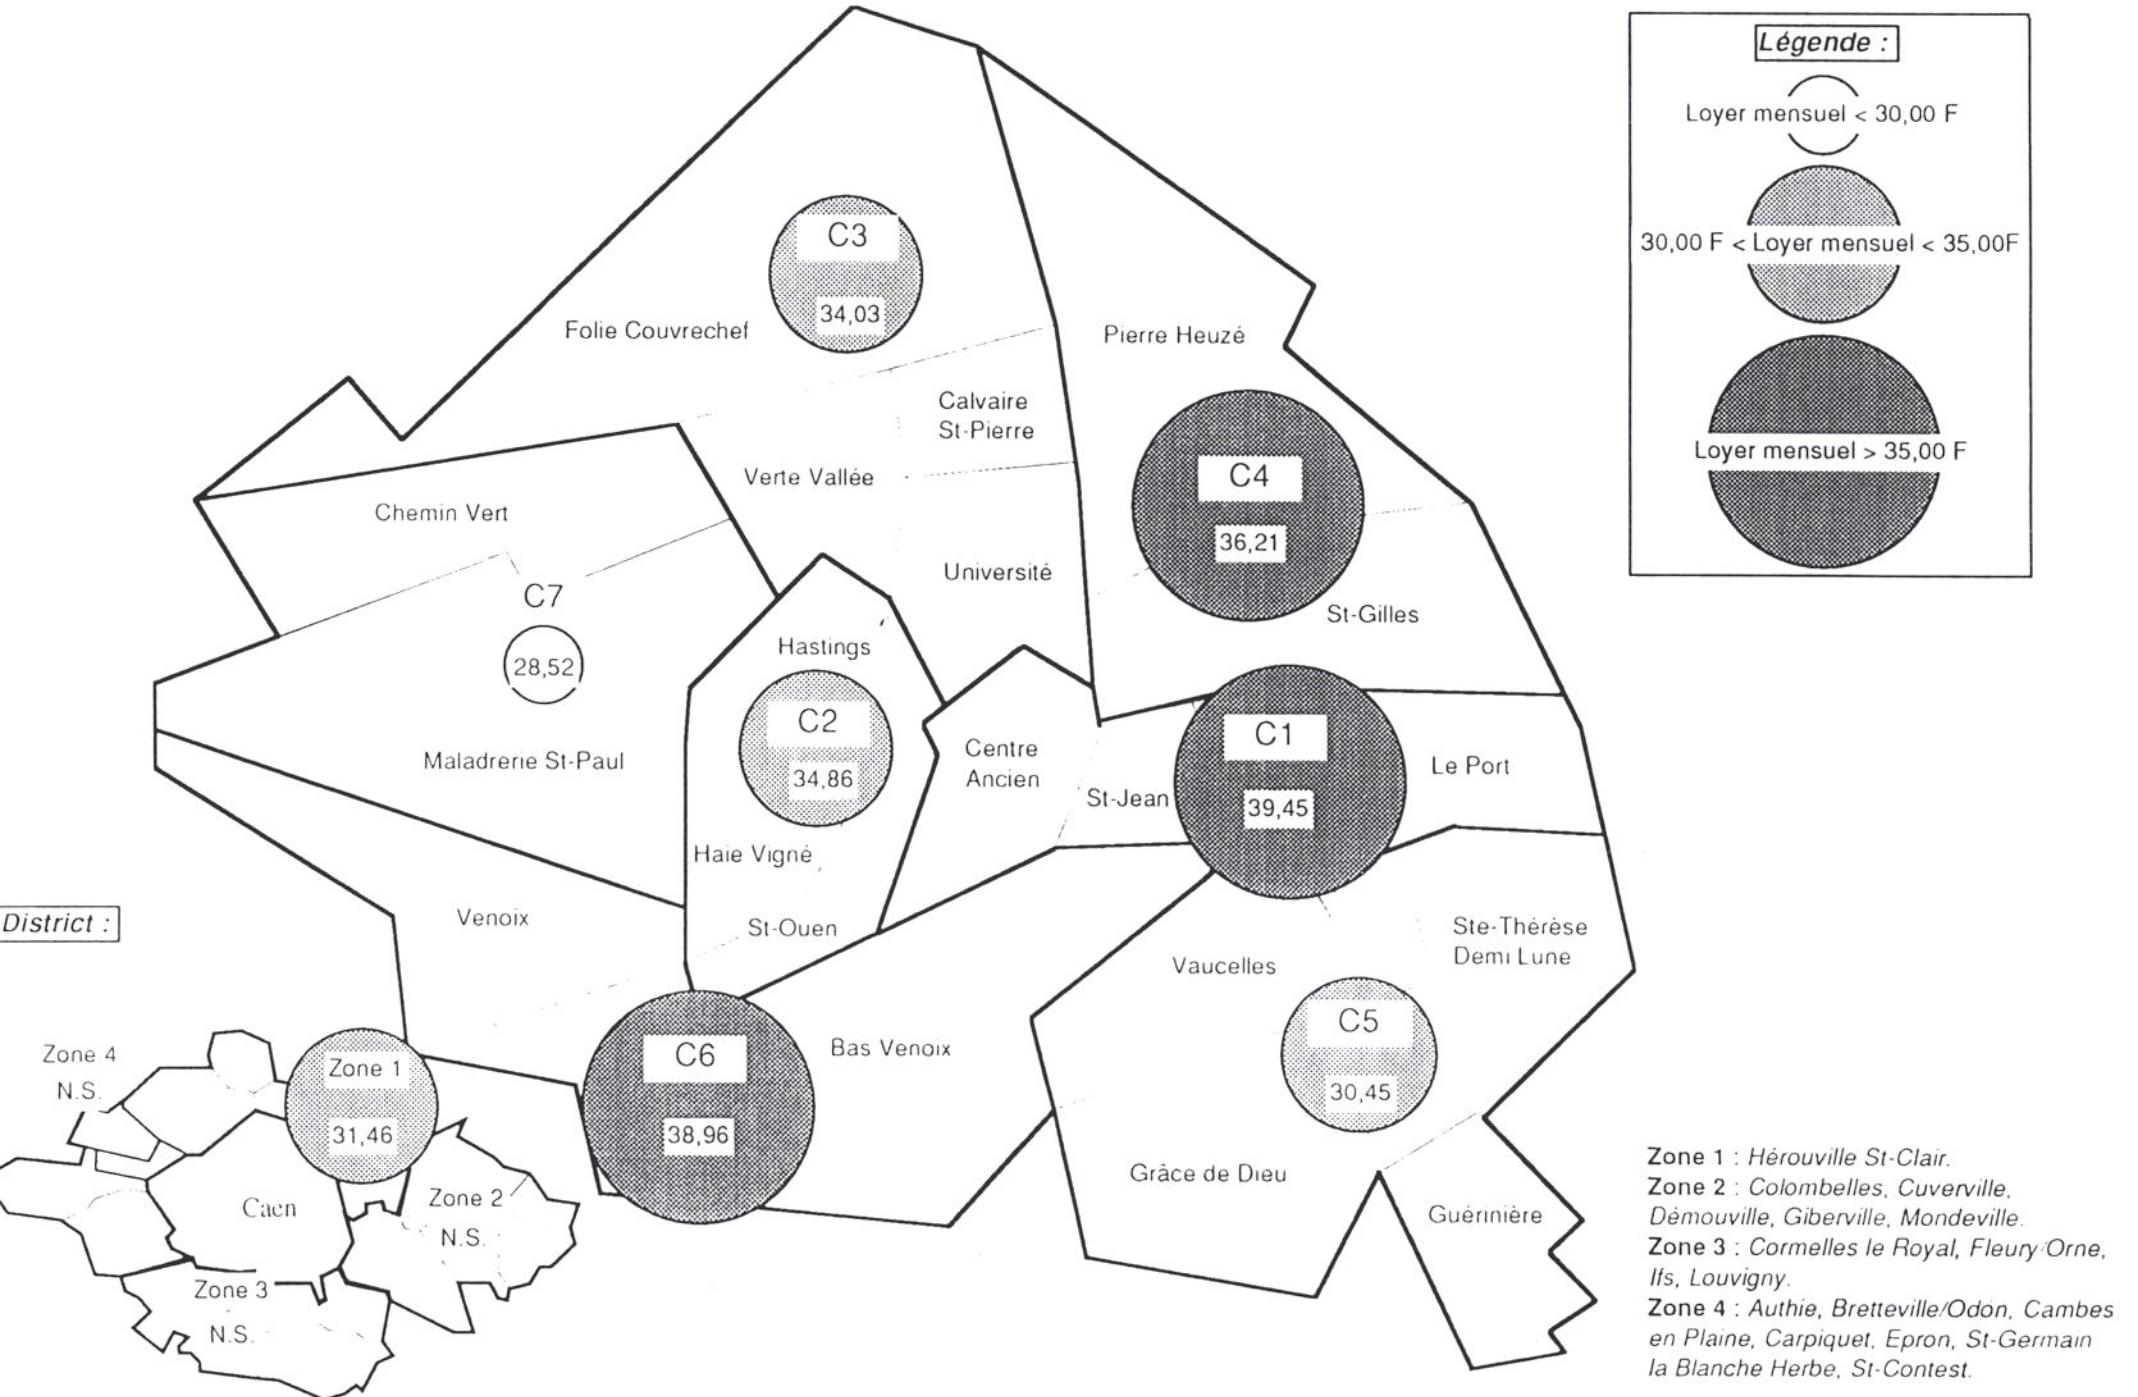 Légende :
Loyer mensuel < 30,00 F
30,00 F < Loyer mensuel < 35,00F
Loyer mensuel > 35,00 F
C3
34,03
Folie Couvrechef
Pierre Heuzé
Calvaire
St-Pierre
Verte Vallée
C4
36,21
Chemin Vert
Université
C7
28,52
St-Gilles
Hastings
C2
34,86
Maladrerie St-Paul
Centre
Ancien
St-Jean
C1
39,45
Le Port
Haie Vigné
St-Ouen
Venoix
Vaucelles
Ste-Thérèse
Demi Lune
C5
30,45
C6
38,96
Bas Venoix
Grâce de Dieu
Guérinière
District :
Zone 4
N.S.
Zone 1
31,46
Caen
Zone 2
N.S.
Zone 3
N.S.
Zone 1 : Hérouville St-Clair.
Zone 2 : Colombelles, Cuverville,
Démouville, Giberville, Mondeville.
Zone 3 : Cormelles le Royal, Fleury/Orne,
Ifs, Louvigny.
Zone 4 : Authie, Bretteville/Odon, Cambes
en Plaine, Carpiquet, Epron, St-Germain
la Blanche Herbe, St-Contest.